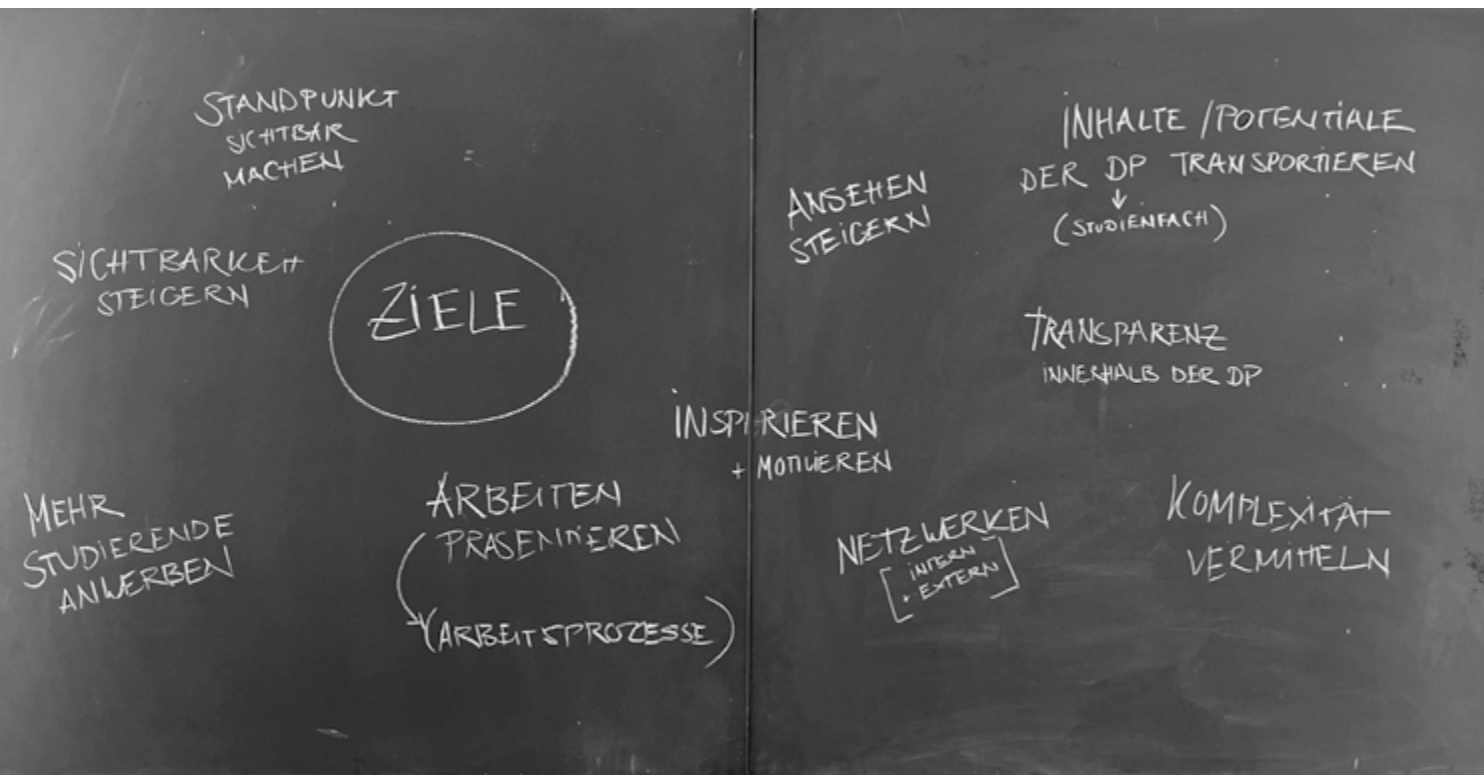 STANDPUNKT
SICHTBAR
MACHEN
SICHTBARKEIT
STEIGERN
ZIELE
MEHR
STUDIERENDE
ANWERBEN
ARBEITEN
PRÄSENTIEREN
(ARBEITSPROZESSE)
INSPIRIEREN
+ MOTIVIEREN
ANSEHEN
STEIGERN
INHALTE / POTENTIALE
DER DP TRANSPORTIEREN
↓
(STUDIENFACH)
TRANSPARENZ
INNERHALB DER DP
NETZWERKEN
[INTERN
+ EXTERN]
KOMPLEXITÄT
VERMITTELN